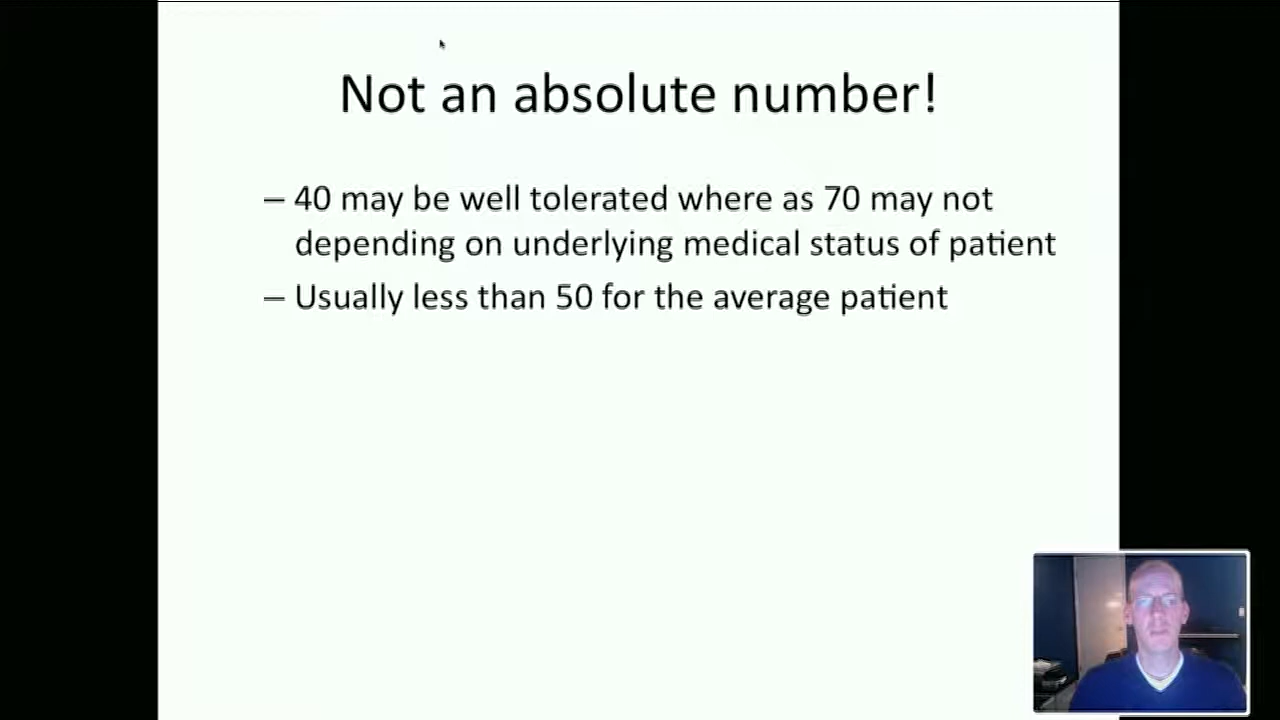 Not an absolute number!
– 40 may be well tolerated where as 70 may not
depending on underlying medical status of patient
– Usually less than 50 for the average patient